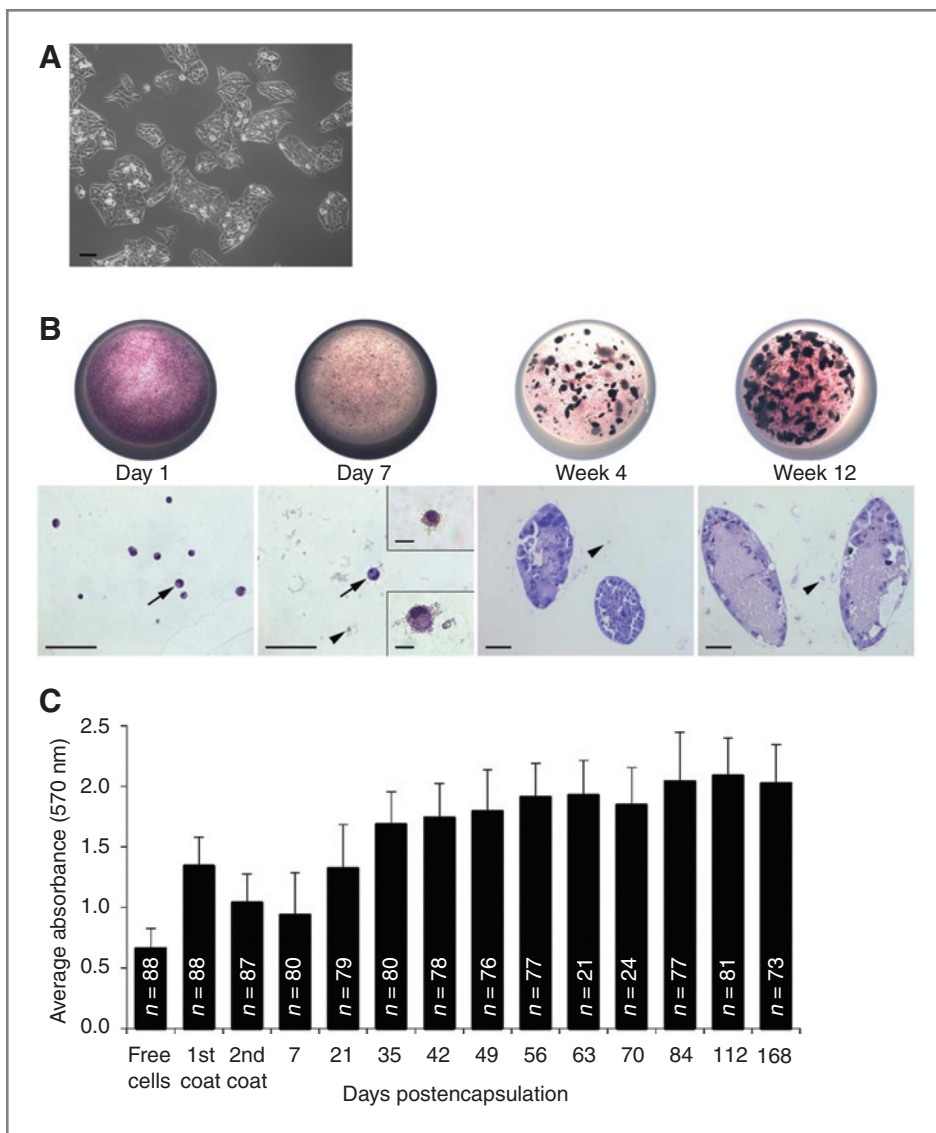 A
B
Day 1
Day 7
Week 4
Week 12
C
Average absorbance (570 nm)
2.5
2.0
1.5
1.0
0.5
0.0
n = 88
n = 88
n = 87
n = 80
n = 79
n = 80
n = 78
n = 76
n = 77
n = 21
n = 24
n = 77
n = 81
n = 73
Free 1st 2nd 7 21 35 42 49 56 63 70 84 112 168
cells coat coat
Days postencapsulation